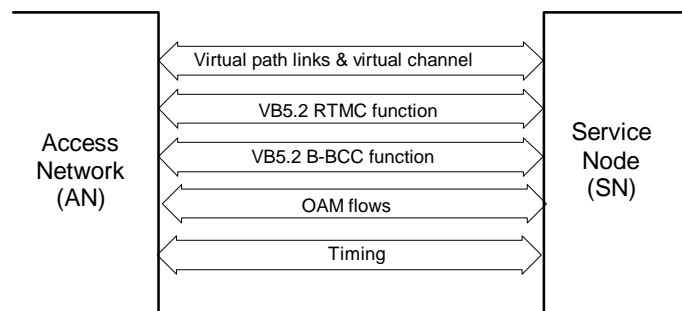 Virtual path links & virtual channel
VB5.2 RTMC function
VB5.2 B-BCC function
OAM flows
Timing
Access
Network
(AN)
Service
Node
(SN)